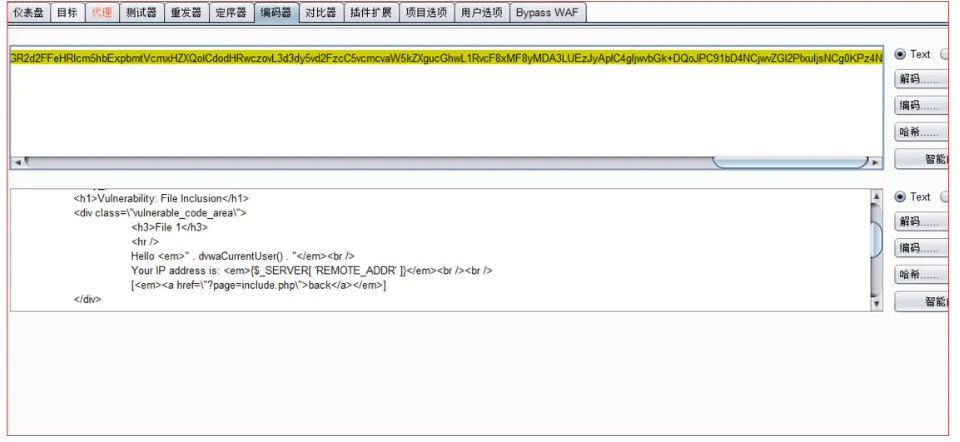 仪表盘 目标 代理 测试器 重发器 定序器 编码器 对比器 插件扩展 项目选项 用户选项 Bypass WAF
Text
解码......
编码......
哈希......
智能
<h1>Vulnerability: File Inclusion</h1>
<div class=\"vulnerable_code_area\">
<h3>File 1</h3>
<hr />
Hello <em>" . dvwaCurrentUser() . "</em><br />
Your IP address is: <em>{$_SERVER[ 'REMOTE_ADDR' ]}</em><br /><br />
[<em><a href=\"?page=include.php\">back</a></em>]
</div>
Text
解码......
编码......
哈希......
智能